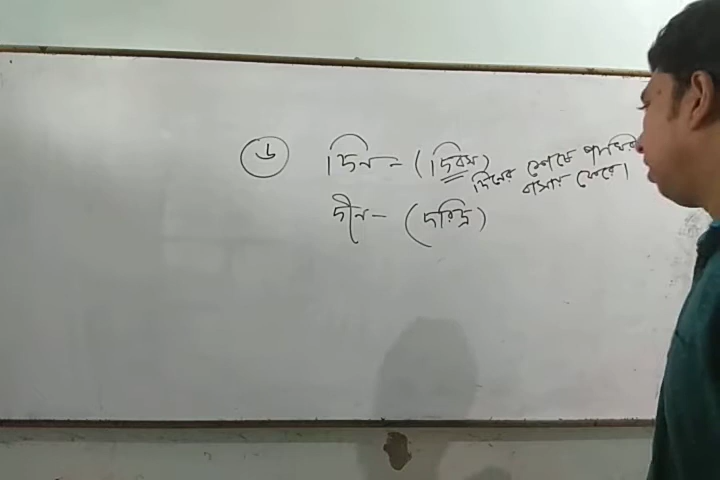 ৬ দিন - (দিবস) দিনের শেষে পাখিরা
বাসায় ফেরে।
দীন - (দরিদ্র)